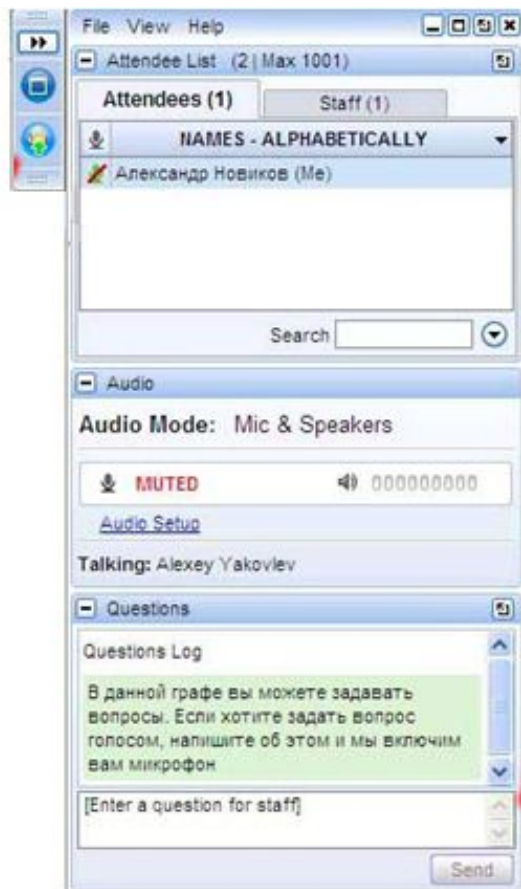 File View Help
Attendee List (2 | Max 1001)
Attendees (1) Staff (1)
NAMES - ALPHABETICALLY
Александр Новиков (Me)
Search
Audio
Audio Mode: Mic & Speakers
MUTED 000000000
Audio Setup
Talking: Alexey Yakovlev
Questions
Questions Log
В данной графе вы можете задавать
вопросы. Если хотите задать вопрос
голосом, напишите об этом и мы включим
вам микрофон
[Enter a question for staff]
Send